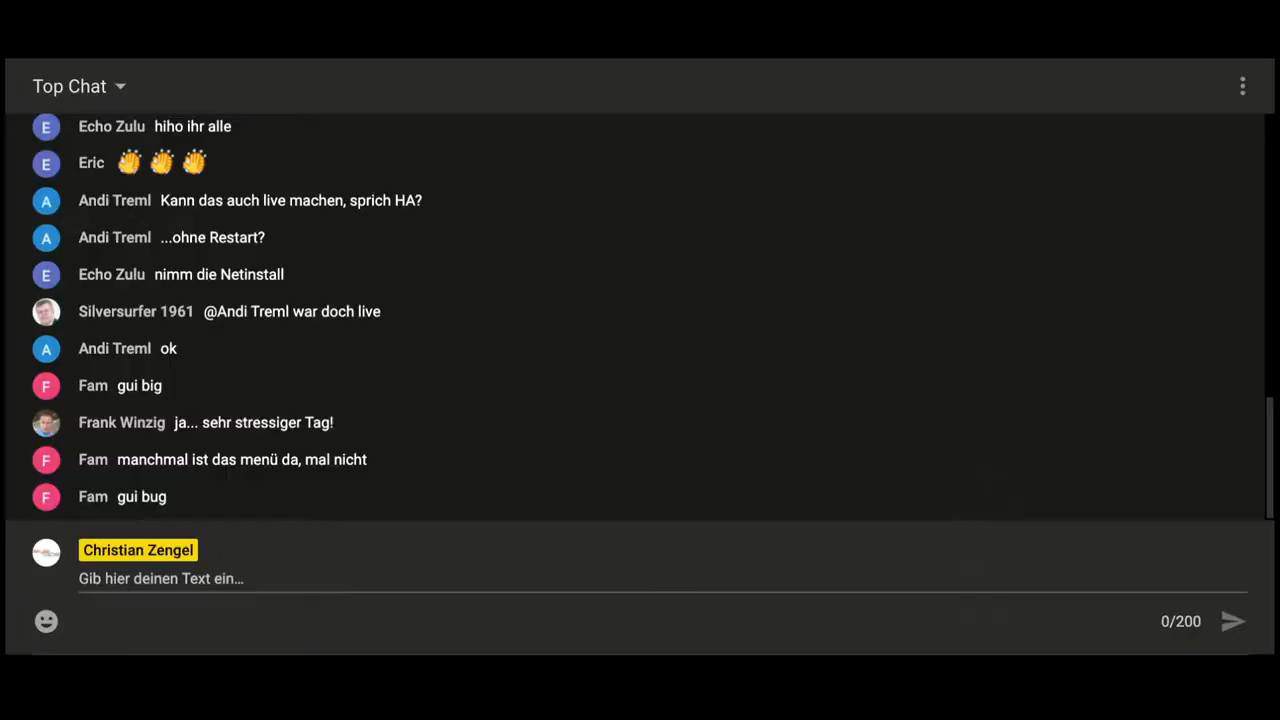 Top Chat
E Echo Zulu hiho ihr alle
E Eric 👏 👏 👏
A Andi Treml Kann das auch live machen, sprich HA?
A Andi Treml ...ohne Restart?
E Echo Zulu nimm die Netinstall
Silversurfer 1961 @Andi Treml war doch live
A Andi Treml ok
F Fam gui big
Frank Winzig ja... sehr stressiger Tag!
F Fam manchmal ist das menü da, mal nicht
F Fam gui bug
Christian Zengel
Gib hier deinen Text ein...
0/200